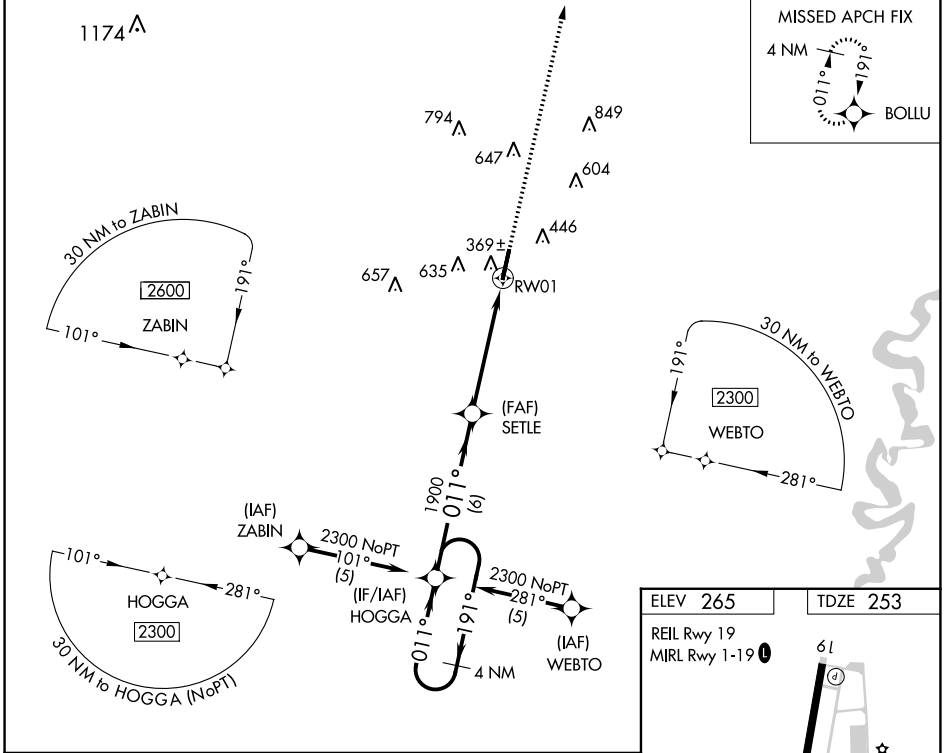 1174
MISSED APCH FIX
4 NM
011°
191°
BOLLU
794
849
647
604
446
369±
635
657
RW01
30 NM to ZABIN
2600
191°
ZABIN
101°
30 NM to WEBTO
191°
2300
WEBTO
281°
(FAF)
SETLE
1900
011°
(6)
(IAF)
ZABIN
2300 NoPT
101°
(5)
2300 NoPT
281°
(5)
(IF/IAF)
HOGGA
(IAF)
WEBTO
011°
191°
4 NM
101°
281°
HOGGA
2300
30 NM to HOGGA (NoPT)
ELEV 265
TDZE 253
REIL Rwy 19
MIRL Rwy 1-19 L
19
P